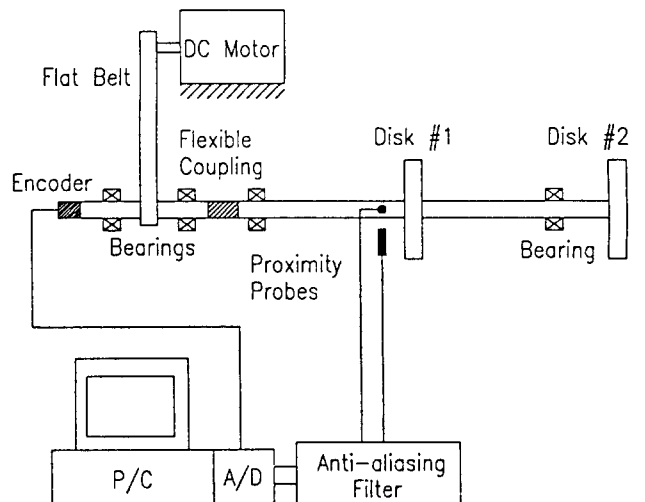 DC Motor
Flat Belt
Flexible
Coupling
Disk #1
Disk #2
Encoder
Bearings
Proximity
Probes
Bearing
P/C
A/D
Anti-aliasing
Filter